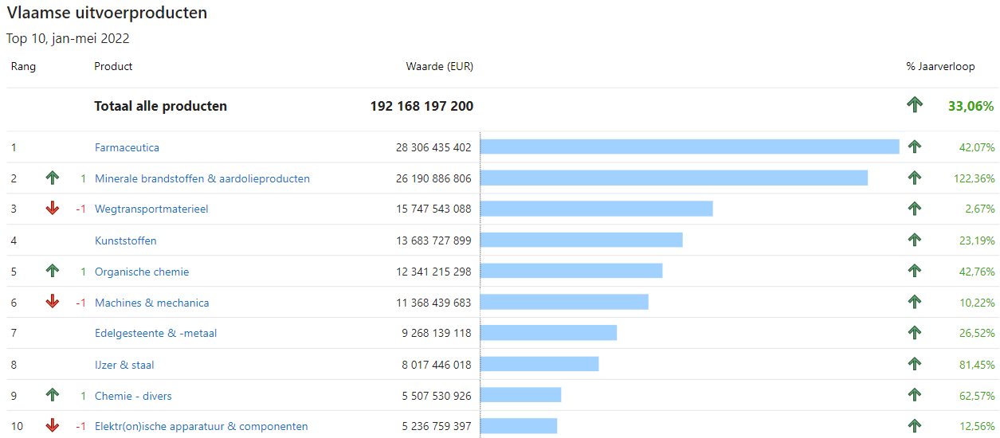 Vlaamse uitvoerproducten
Top 10, jan-mei 2022
Rang Product Waarde (EUR) % Jaarverloop
Totaal alle producten 192 168 197 200 33,06%
1 Farmaceutica 28 306 435 402 42,07%
2 1 Minerale brandstoffen & aardolieproducten 26 190 886 806 122,36%
3 -1 Wegtransportmaterieel 15 747 543 088 2,67%
4 Kunststoffen 13 683 727 899 23,19%
5 1 Organische chemie 12 341 215 298 42,76%
6 -1 Machines & mechanica 11 368 439 683 10,22%
7 Edelgesteente & -metaal 9 268 139 118 26,52%
8 IJzer & staal 8 017 446 018 81,45%
9 1 Chemie - divers 5 507 530 926 62,57%
10 -1 Elektr(on)ische apparatuur & componenten 5 236 759 397 12,56%